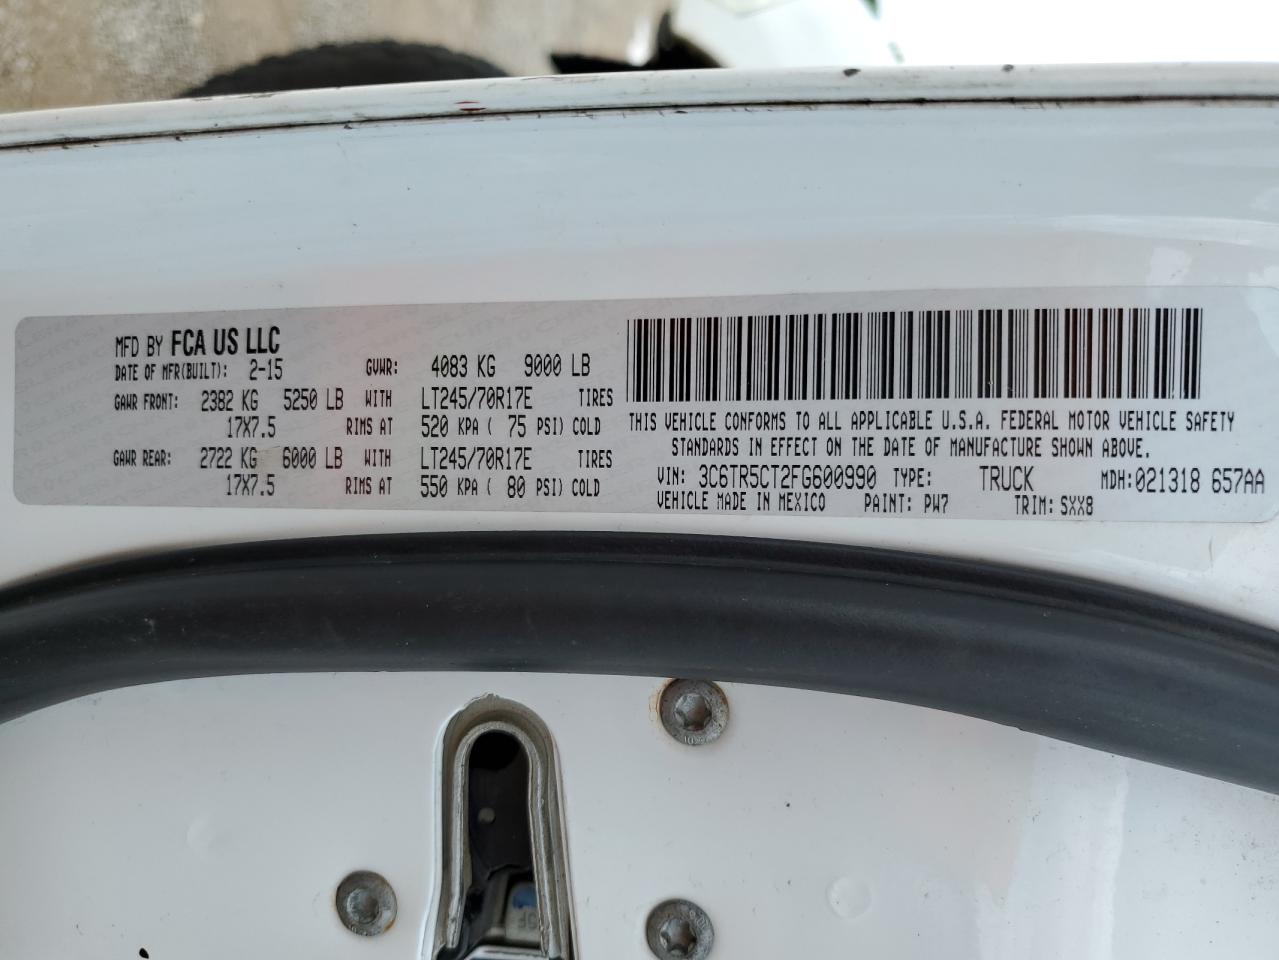 MFD BY FCA US LLC
DATE OF MFR(BUILT): 2-15 GVWR: 4083 KG 9000 LB
GAWR FRONT: 2382 KG 5250 LB WITH LT245/70R17E TIRES
17X7.5 RIMS AT 520 KPA ( 75 PSI) COLD
GAWR REAR: 2722 KG 6000 LB WITH LT245/70R17E TIRES
17X7.5 RIMS AT 550 KPA ( 80 PSI) COLD
THIS VEHICLE CONFORMS TO ALL APPLICABLE U.S.A. FEDERAL MOTOR VEHICLE SAFETY
STANDARDS IN EFFECT ON THE DATE OF MANUFACTURE SHOWN ABOVE.
VIN: 3C6TR5CT2FG600990 TYPE: TRUCK MDH:021318 657AA
VEHICLE MADE IN MEXICO PAINT: PW7 TRIM: SXX8